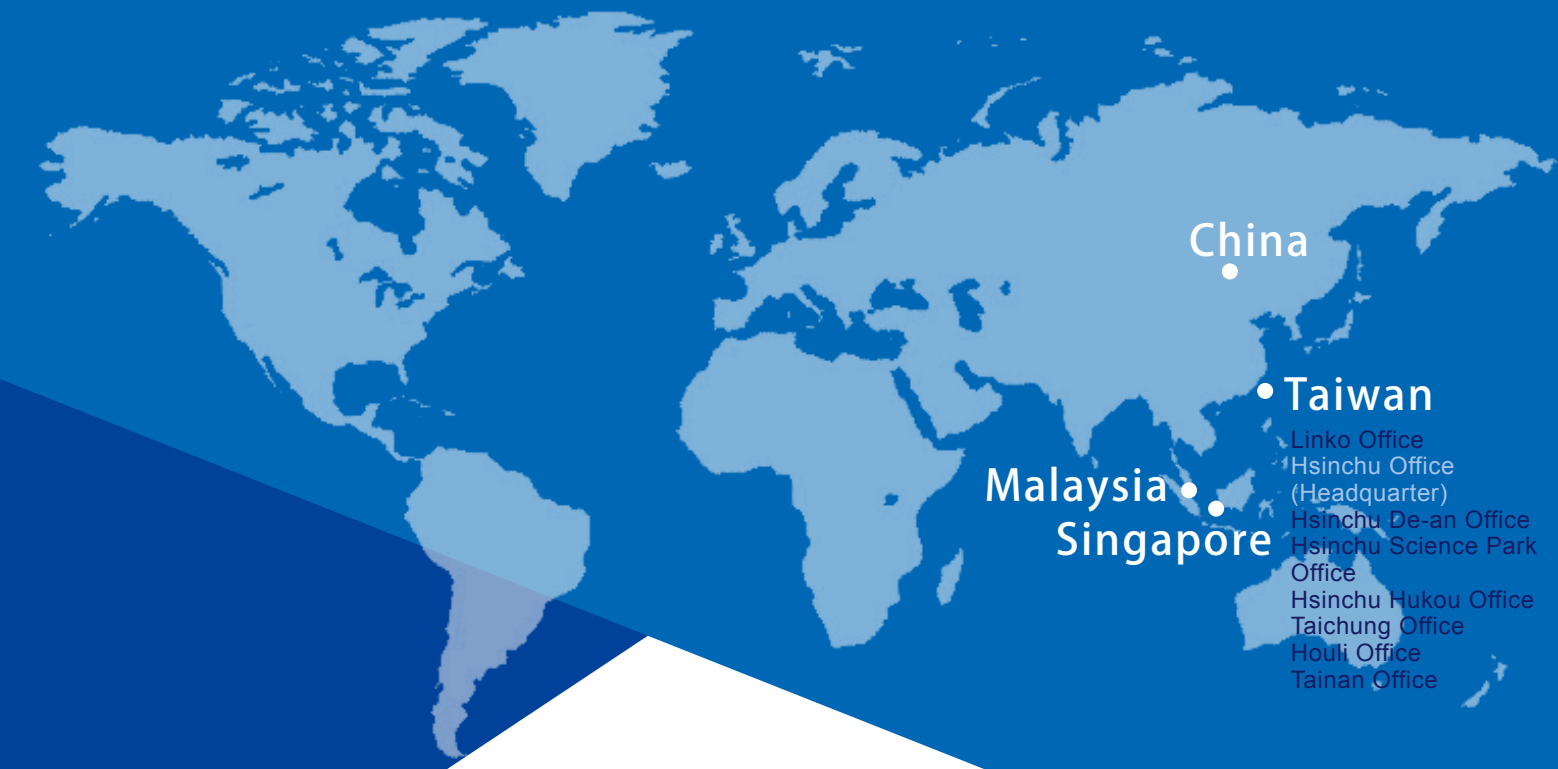 China
Taiwan
Linko Office
Hsinchu Office
(Headquarter)
Hsinchu De-an Office
Hsinchu Science Park
Office
Hsinchu Hukou Office
Taichung Office
Houli Office
Tainan Office
Malaysia
Singapore